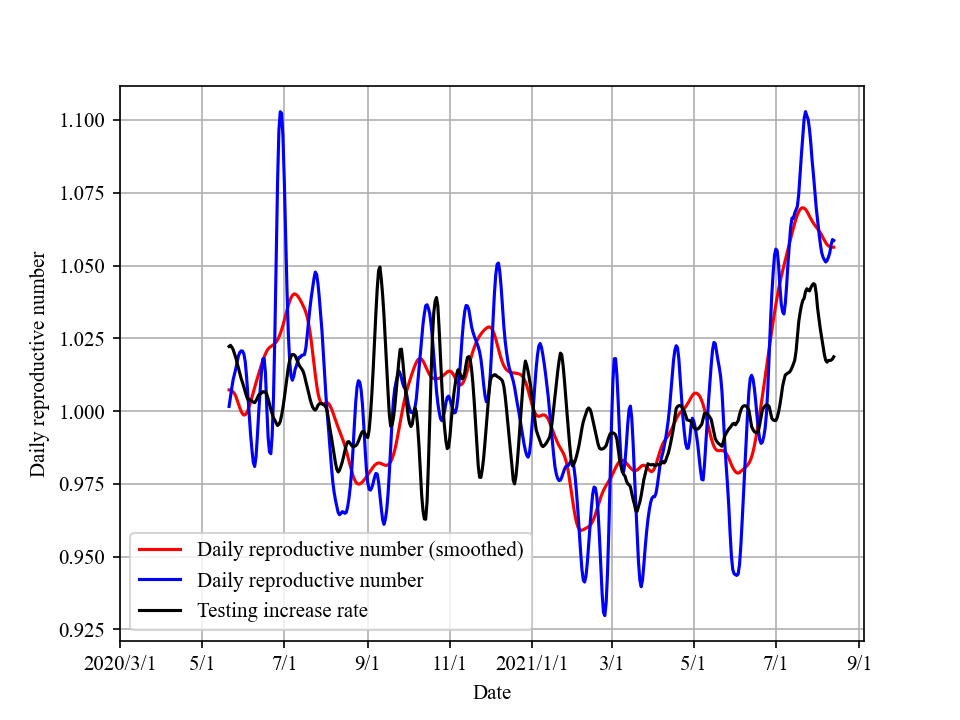 1.100
1.075
1.050
1.025
1.000
0.975
0.950
0.925
Daily reproductive number
Daily reproductive number (smoothed)
Daily reproductive number
Testing increase rate
2020/3/1 5/1 7/1 9/1 11/1 2021/1/1 3/1 5/1 7/1 9/1
Date